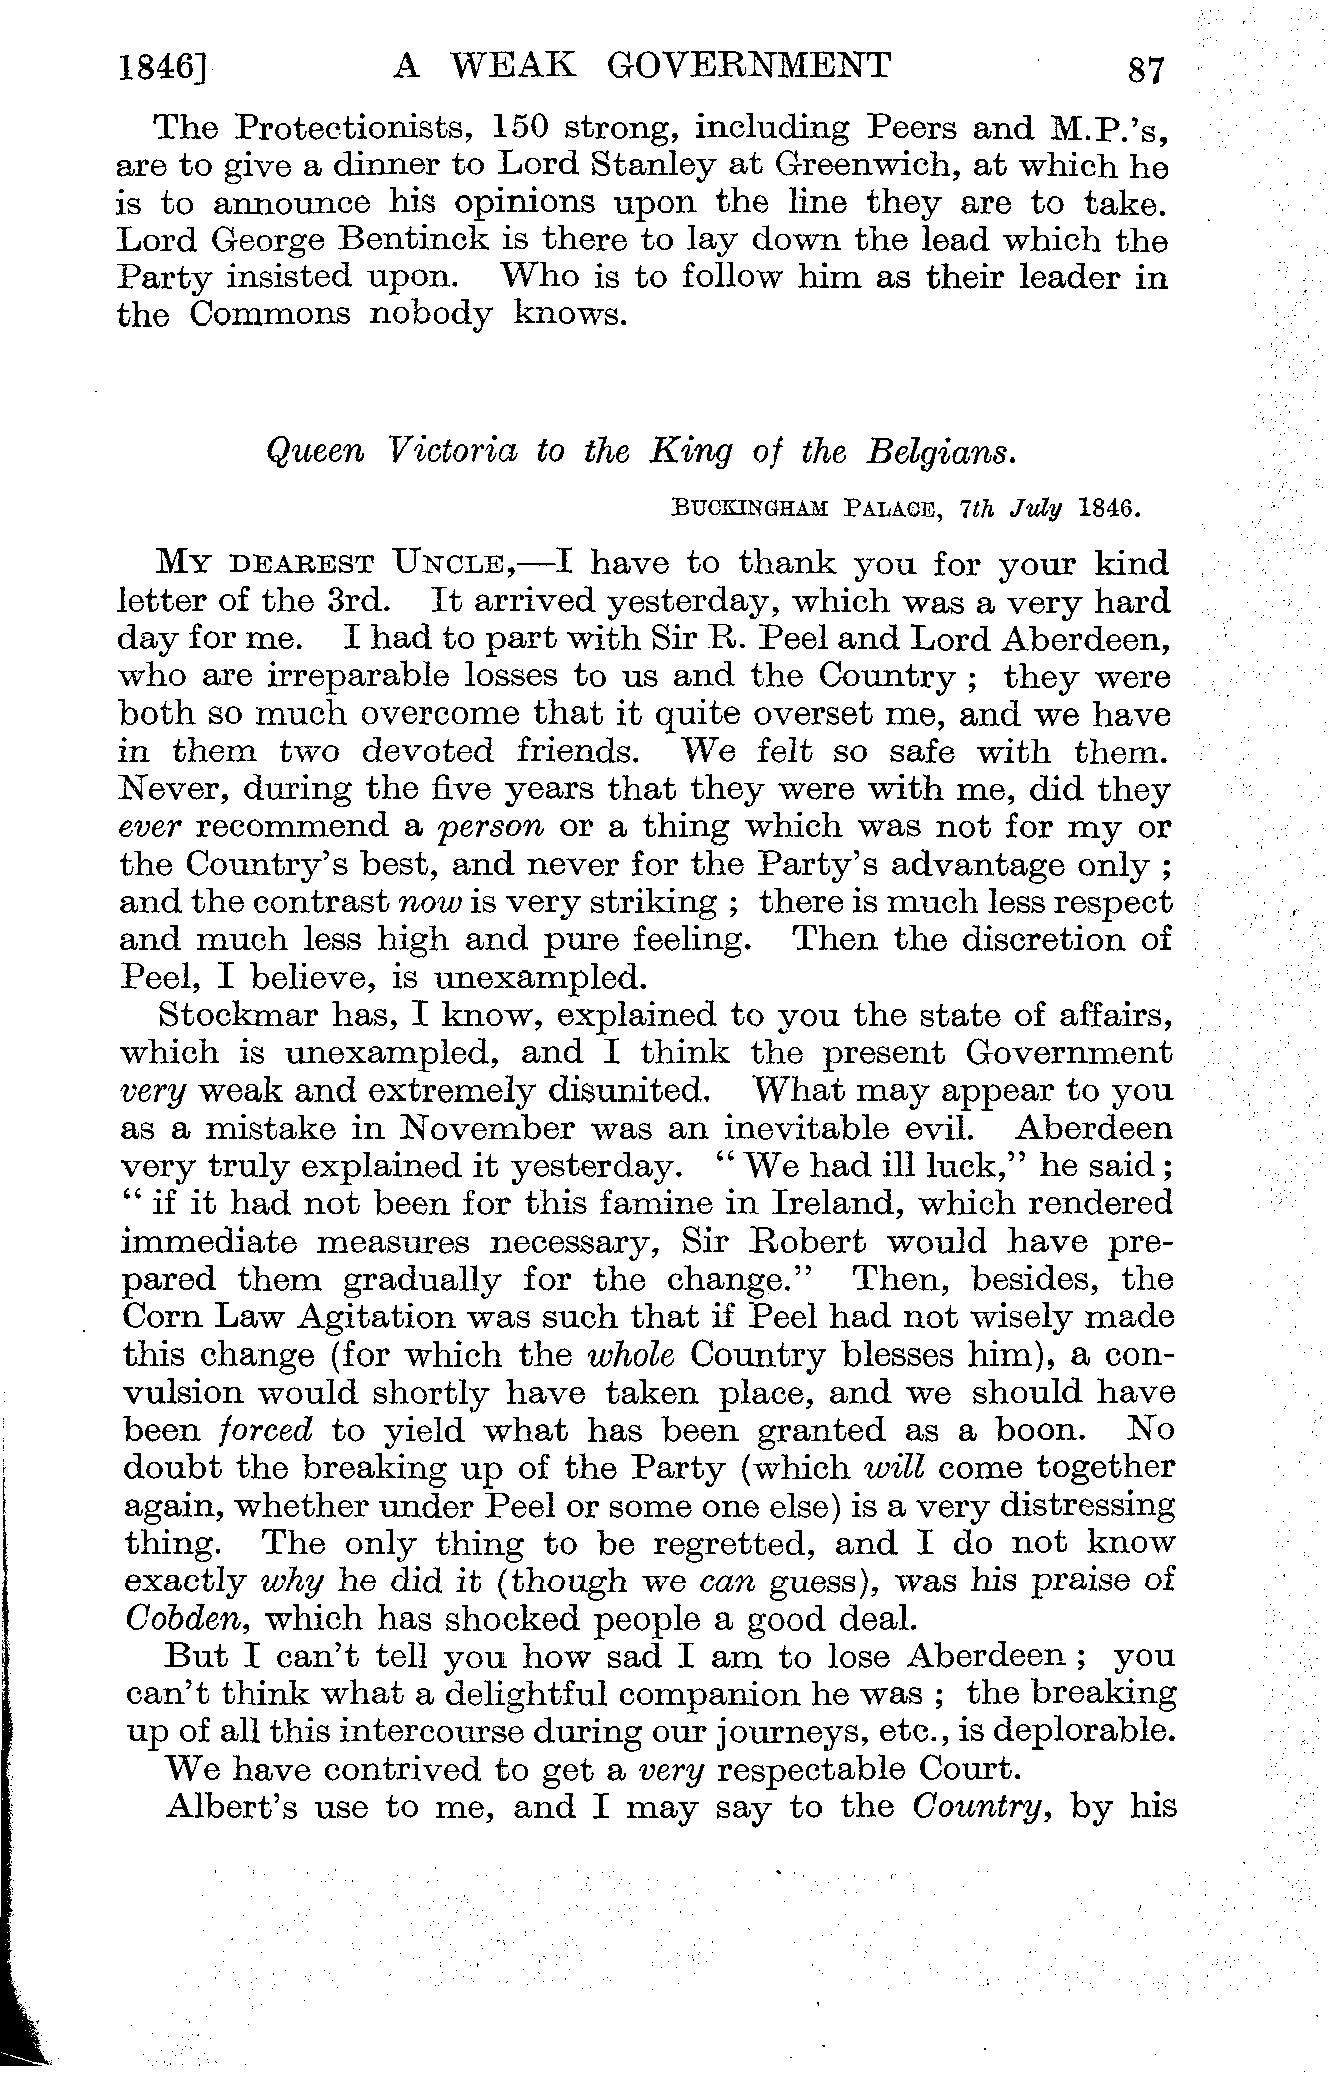 1846] A WEAK GOVERNMENT 87
The Protectionists, 150 strong, including Peers and M.P.'s,
are to give a dinner to Lord Stanley at Greenwich, at which he
is to announce his opinions upon the line they are to take.
Lord George Bentinck is there to lay down the lead which the
Party insisted upon. Who is to follow him as their leader in
the Commons nobody knows.
Queen Victoria to the King of the Belgians.
BUCKINGHAM PALACE, 7th July 1846.
MY DEAREST UNCLE,—I have to thank you for your kind
letter of the 3rd. It arrived yesterday, which was a very hard
day for me. I had to part with Sir R. Peel and Lord Aberdeen,
who are irreparable losses to us and the Country ; they were
both so much overcome that it quite overset me, and we have
in them two devoted friends. We felt so safe with them.
Never, during the five years that they were with me, did they
ever recommend a person or a thing which was not for my or
the Country's best, and never for the Party's advantage only ;
and the contrast now is very striking ; there is much less respect
and much less high and pure feeling. Then the discretion of
Peel, I believe, is unexampled.
Stockmar has, I know, explained to you the state of affairs,
which is unexampled, and I think the present Government
very weak and extremely disunited. What may appear to you
as a mistake in November was an inevitable evil. Aberdeen
very truly explained it yesterday. "We had ill luck," he said ;
"if it had not been for this famine in Ireland, which rendered
immediate measures necessary, Sir Robert would have pre-
pared them gradually for the change." Then, besides, the
Corn Law Agitation was such that if Peel had not wisely made
this change (for which the whole Country blesses him), a con-
vulsion would shortly have taken place, and we should have
been forced to yield what has been granted as a boon. No
doubt the breaking up of the Party (which will come together
again, whether under Peel or some one else) is a very distressing
thing. The only thing to be regretted, and I do not know
exactly why he did it (though we can guess), was his praise of
Cobden, which has shocked people a good deal.
But I can't tell you how sad I am to lose Aberdeen ; you
can't think what a delightful companion he was ; the breaking
up of all this intercourse during our journeys, etc., is deplorable.
We have contrived to get a very respectable Court.
Albert's use to me, and I may say to the Country, by his